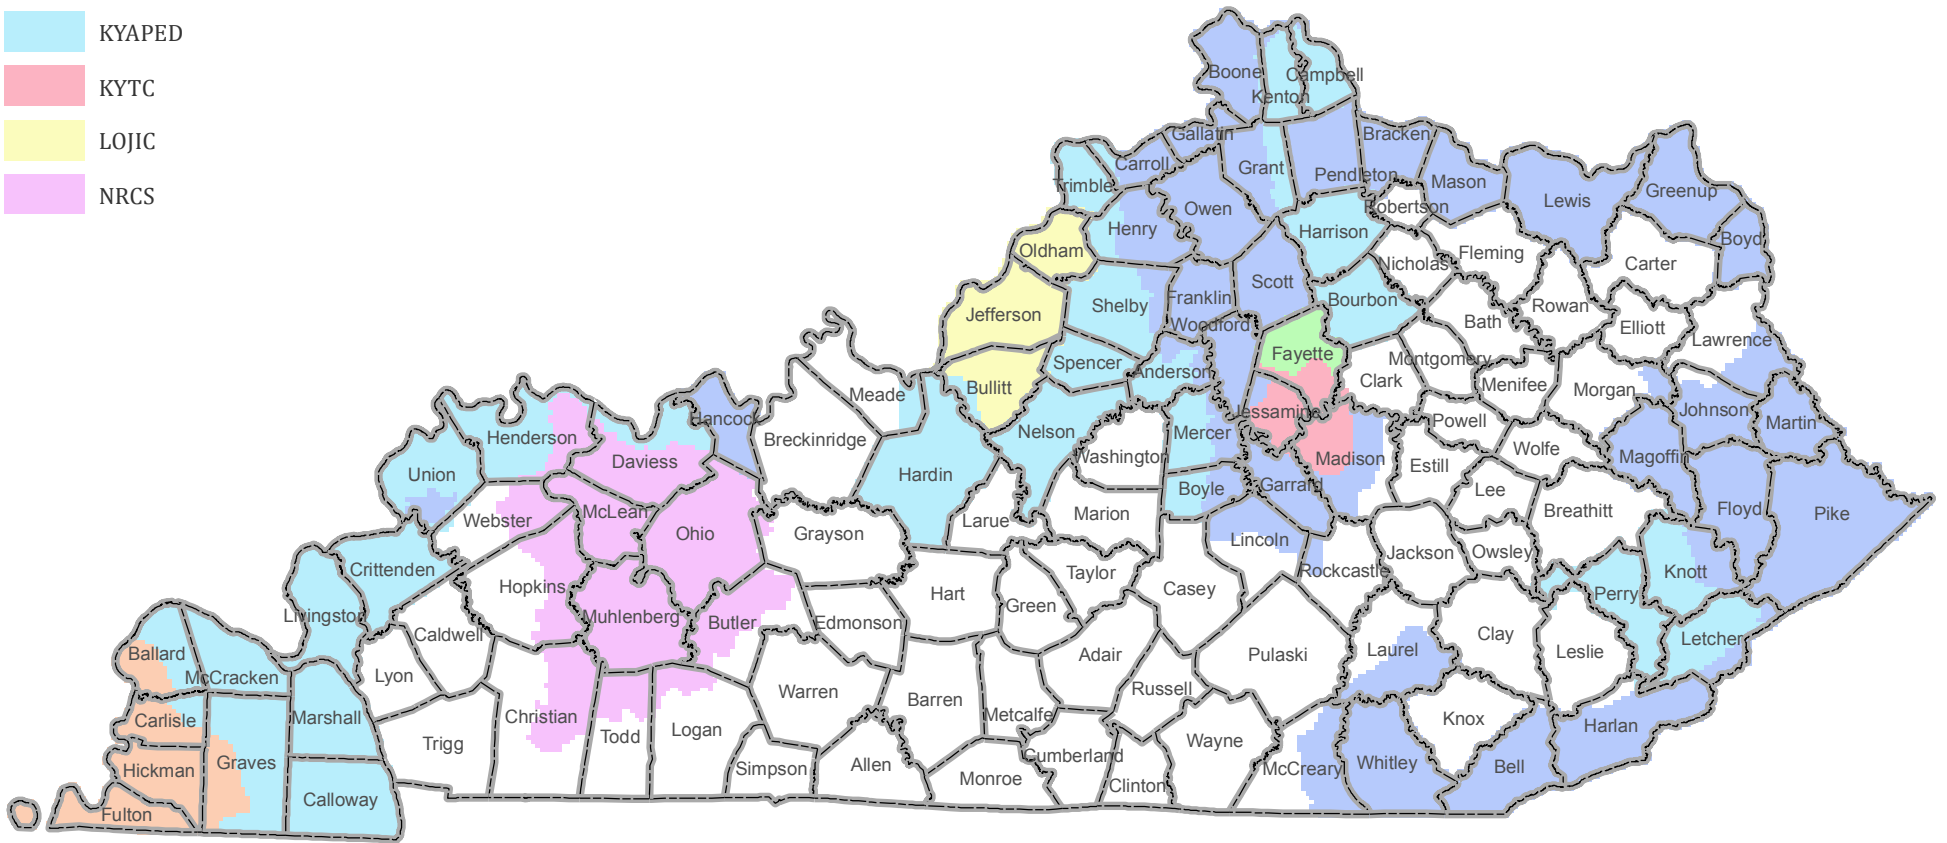 KYAPED
KYTC
LOJIC
NRCS
Boone
Campbell
Kenton
Gallatin
Bracken
Carroll
Grant
Pendleton
Trimble
Mason
Greenup
Lewis
Owen
Robertson
Henry
Harrison
Boyd
Oldham
Fleming
Nicholas
Carter
Scott
Franklin
Bourbon
Shelby
Rowan
Jefferson
Woodford
Bath
Elliott
Lawrence
Fayette
Montgomery
Spencer
Anderson
Clark
Menifee
Bullitt
Morgan
Meade
Johnson
Jessamine
Hancock
Powell
Martin
Nelson
Mercer
Henderson
Breckinridge
Wolfe
Washington
Magoffin
Madison
Daviess
Estill
Union
Hardin
Garrard
Boyle
Lee
Floyd
Breathitt
McLean
Marion
Pike
Webster
Larue
Ohio
Grayson
Lincoln
Jackson
Owsley
Crittenden
Rockcastle
Taylor
Knott
Hopkins
Casey
Hart
Perry
Green
Livingston
Muhlenberg
Butler
Edmonson
Caldwell
Clay
Letcher
Laurel
Leslie
Ballard
Adair
Pulaski
McCracken
Lyon
Russell
Warren
Barren
Metcalfe
Marshall
Christian
Knox
Carlisle
Harlan
Logan
Todd
Trigg
Wayne
Cumberland
Graves
Allen
Whitley
Bell
Simpson
McCreary
Hickman
Monroe
Clinton
Calloway
Fulton